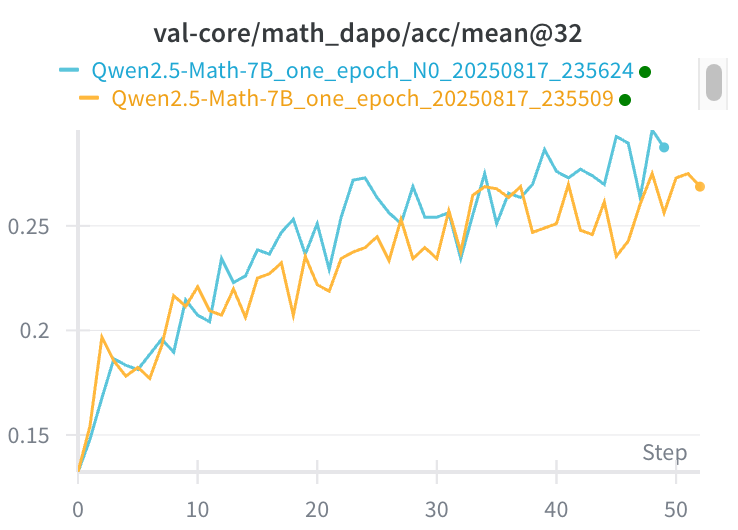 val-core/math_dapo/acc/mean@32
Qwen2.5-Math-7B_one_epoch_N0_20250817_235624
Qwen2.5-Math-7B_one_epoch_20250817_235509
0.25
0.2
0.15
Step
0 10 20 30 40 50